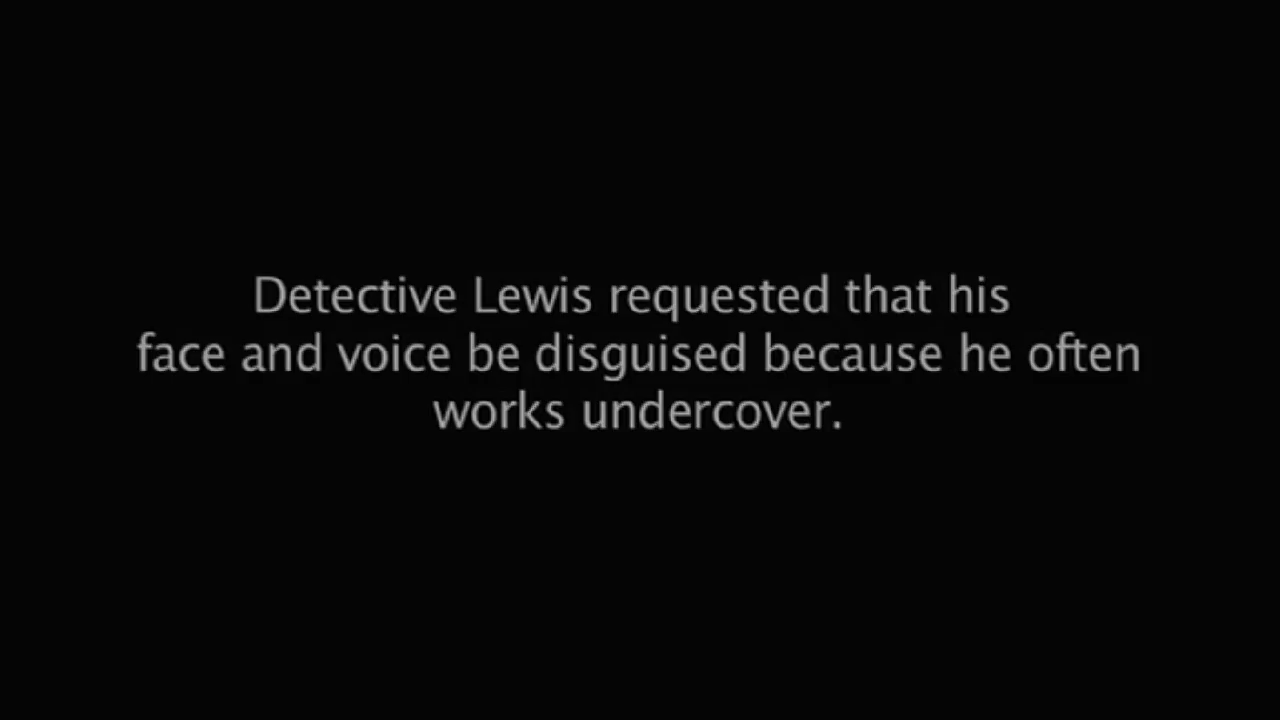 Detective Lewis requested that his
face and voice be disguised because he often
works undercover.